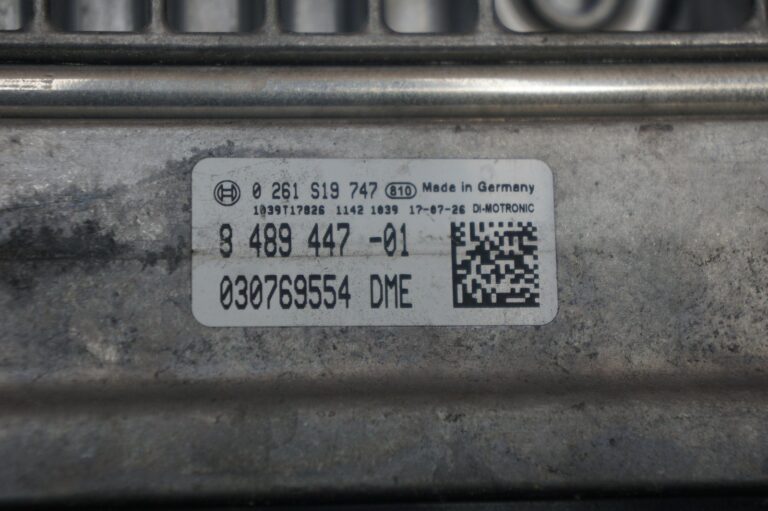 0 261 S19 747 810 Made in Germany
1039T17826 1142 1039 17-07-26 DI-MOTRONIC
8 489 447 -01
030769554 DME